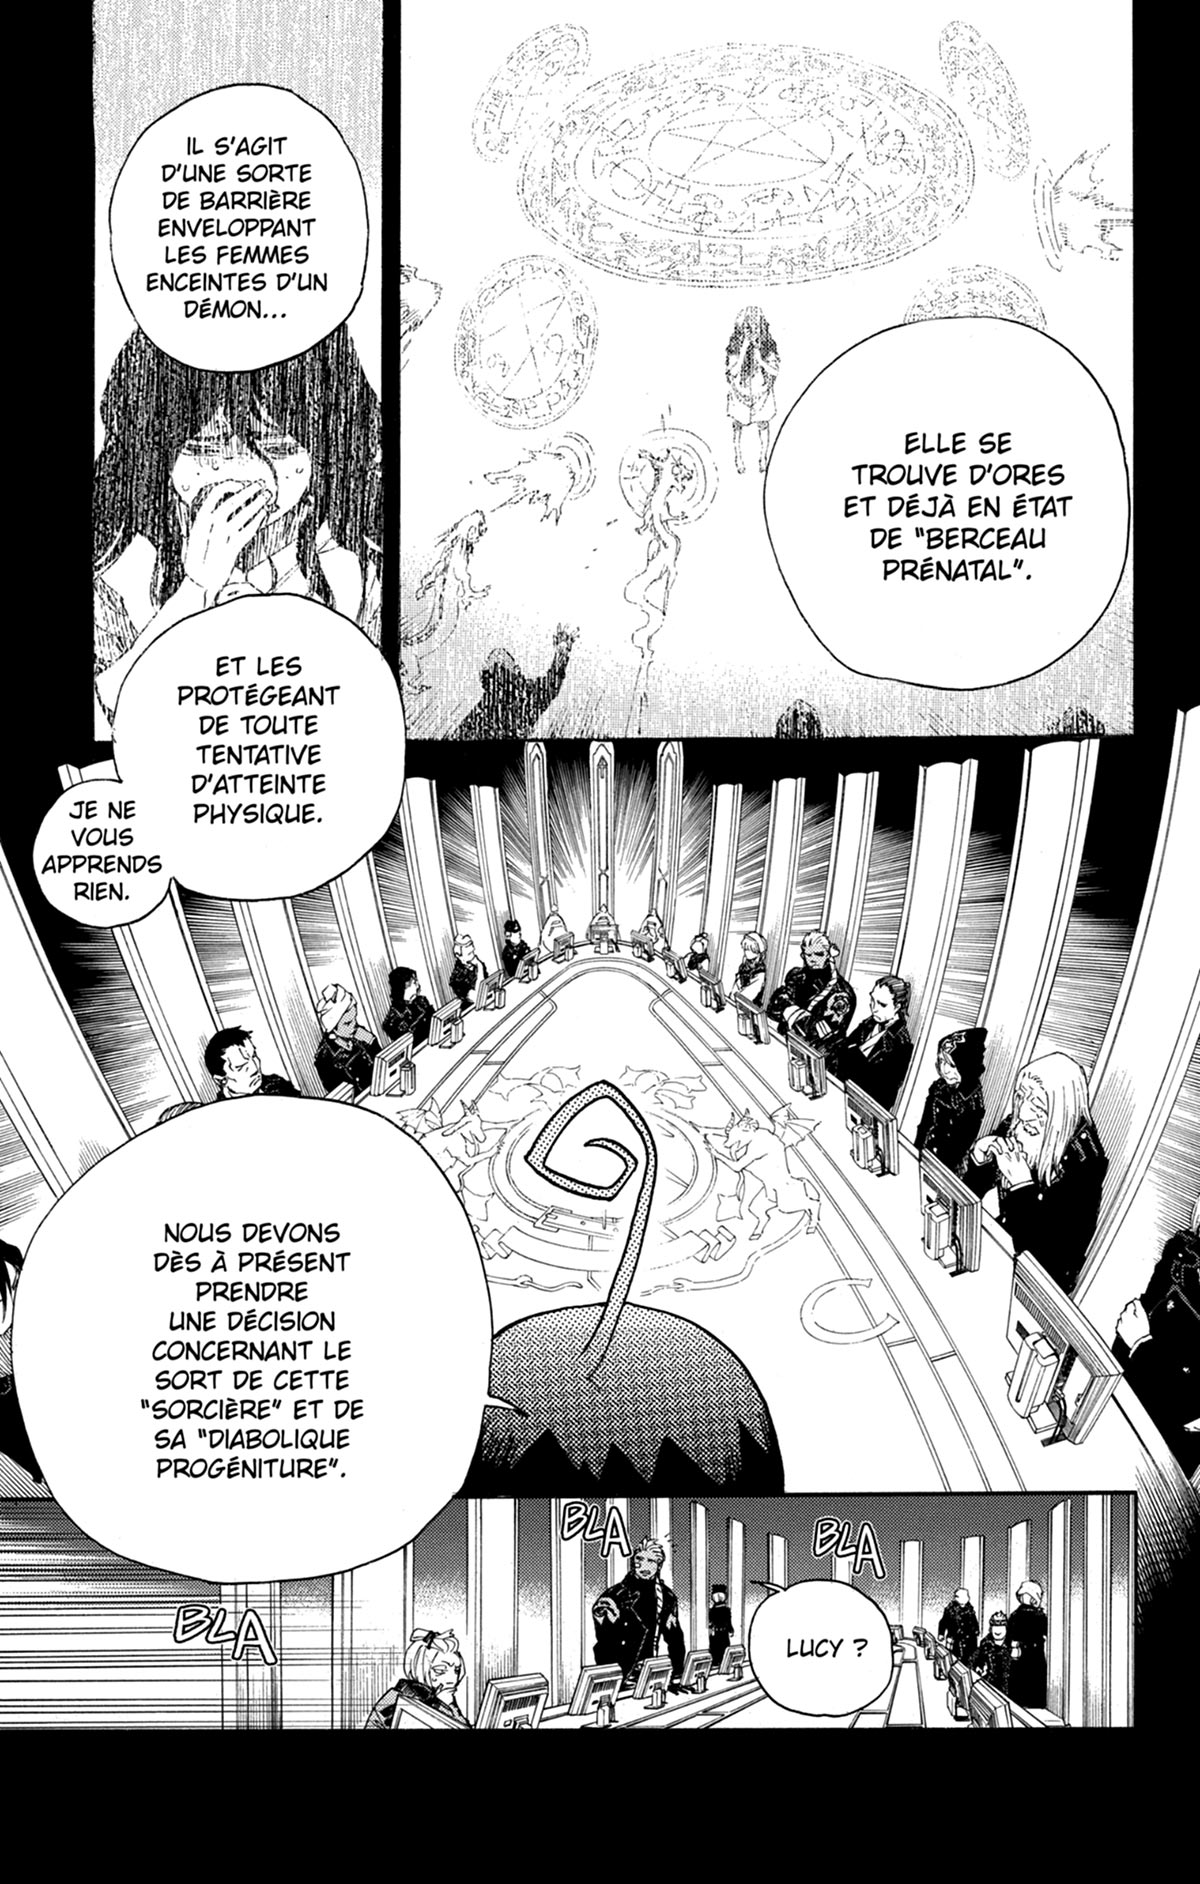 ELLE SE
TROUVE D'ORES
ET DÉJÀ EN ÉTAT
DE "BERCEAU
PRÉNATAL".
IL S'AGIT
D'UNE SORTE
DE BARRIÈRE
ENVELOPPANT
LES FEMMES
ENCEINTES D'UN
DÉMON...
ET LES
PROTÉGEANT
DE TOUTE
TENTATIVE
D'ATTEINTE
PHYSIQUE.
JE NE
VOUS
APPRENDS
RIEN.
NOUS DEVONS
DÈS À PRÉSENT
PRENDRE
UNE DÉCISION
CONCERNANT LE
SORT DE CETTE
"SORCIÈRE" ET DE
SA "DIABOLIQUE
PROGÉNITURE".
BLA
BLA
LUCY ?
BLA